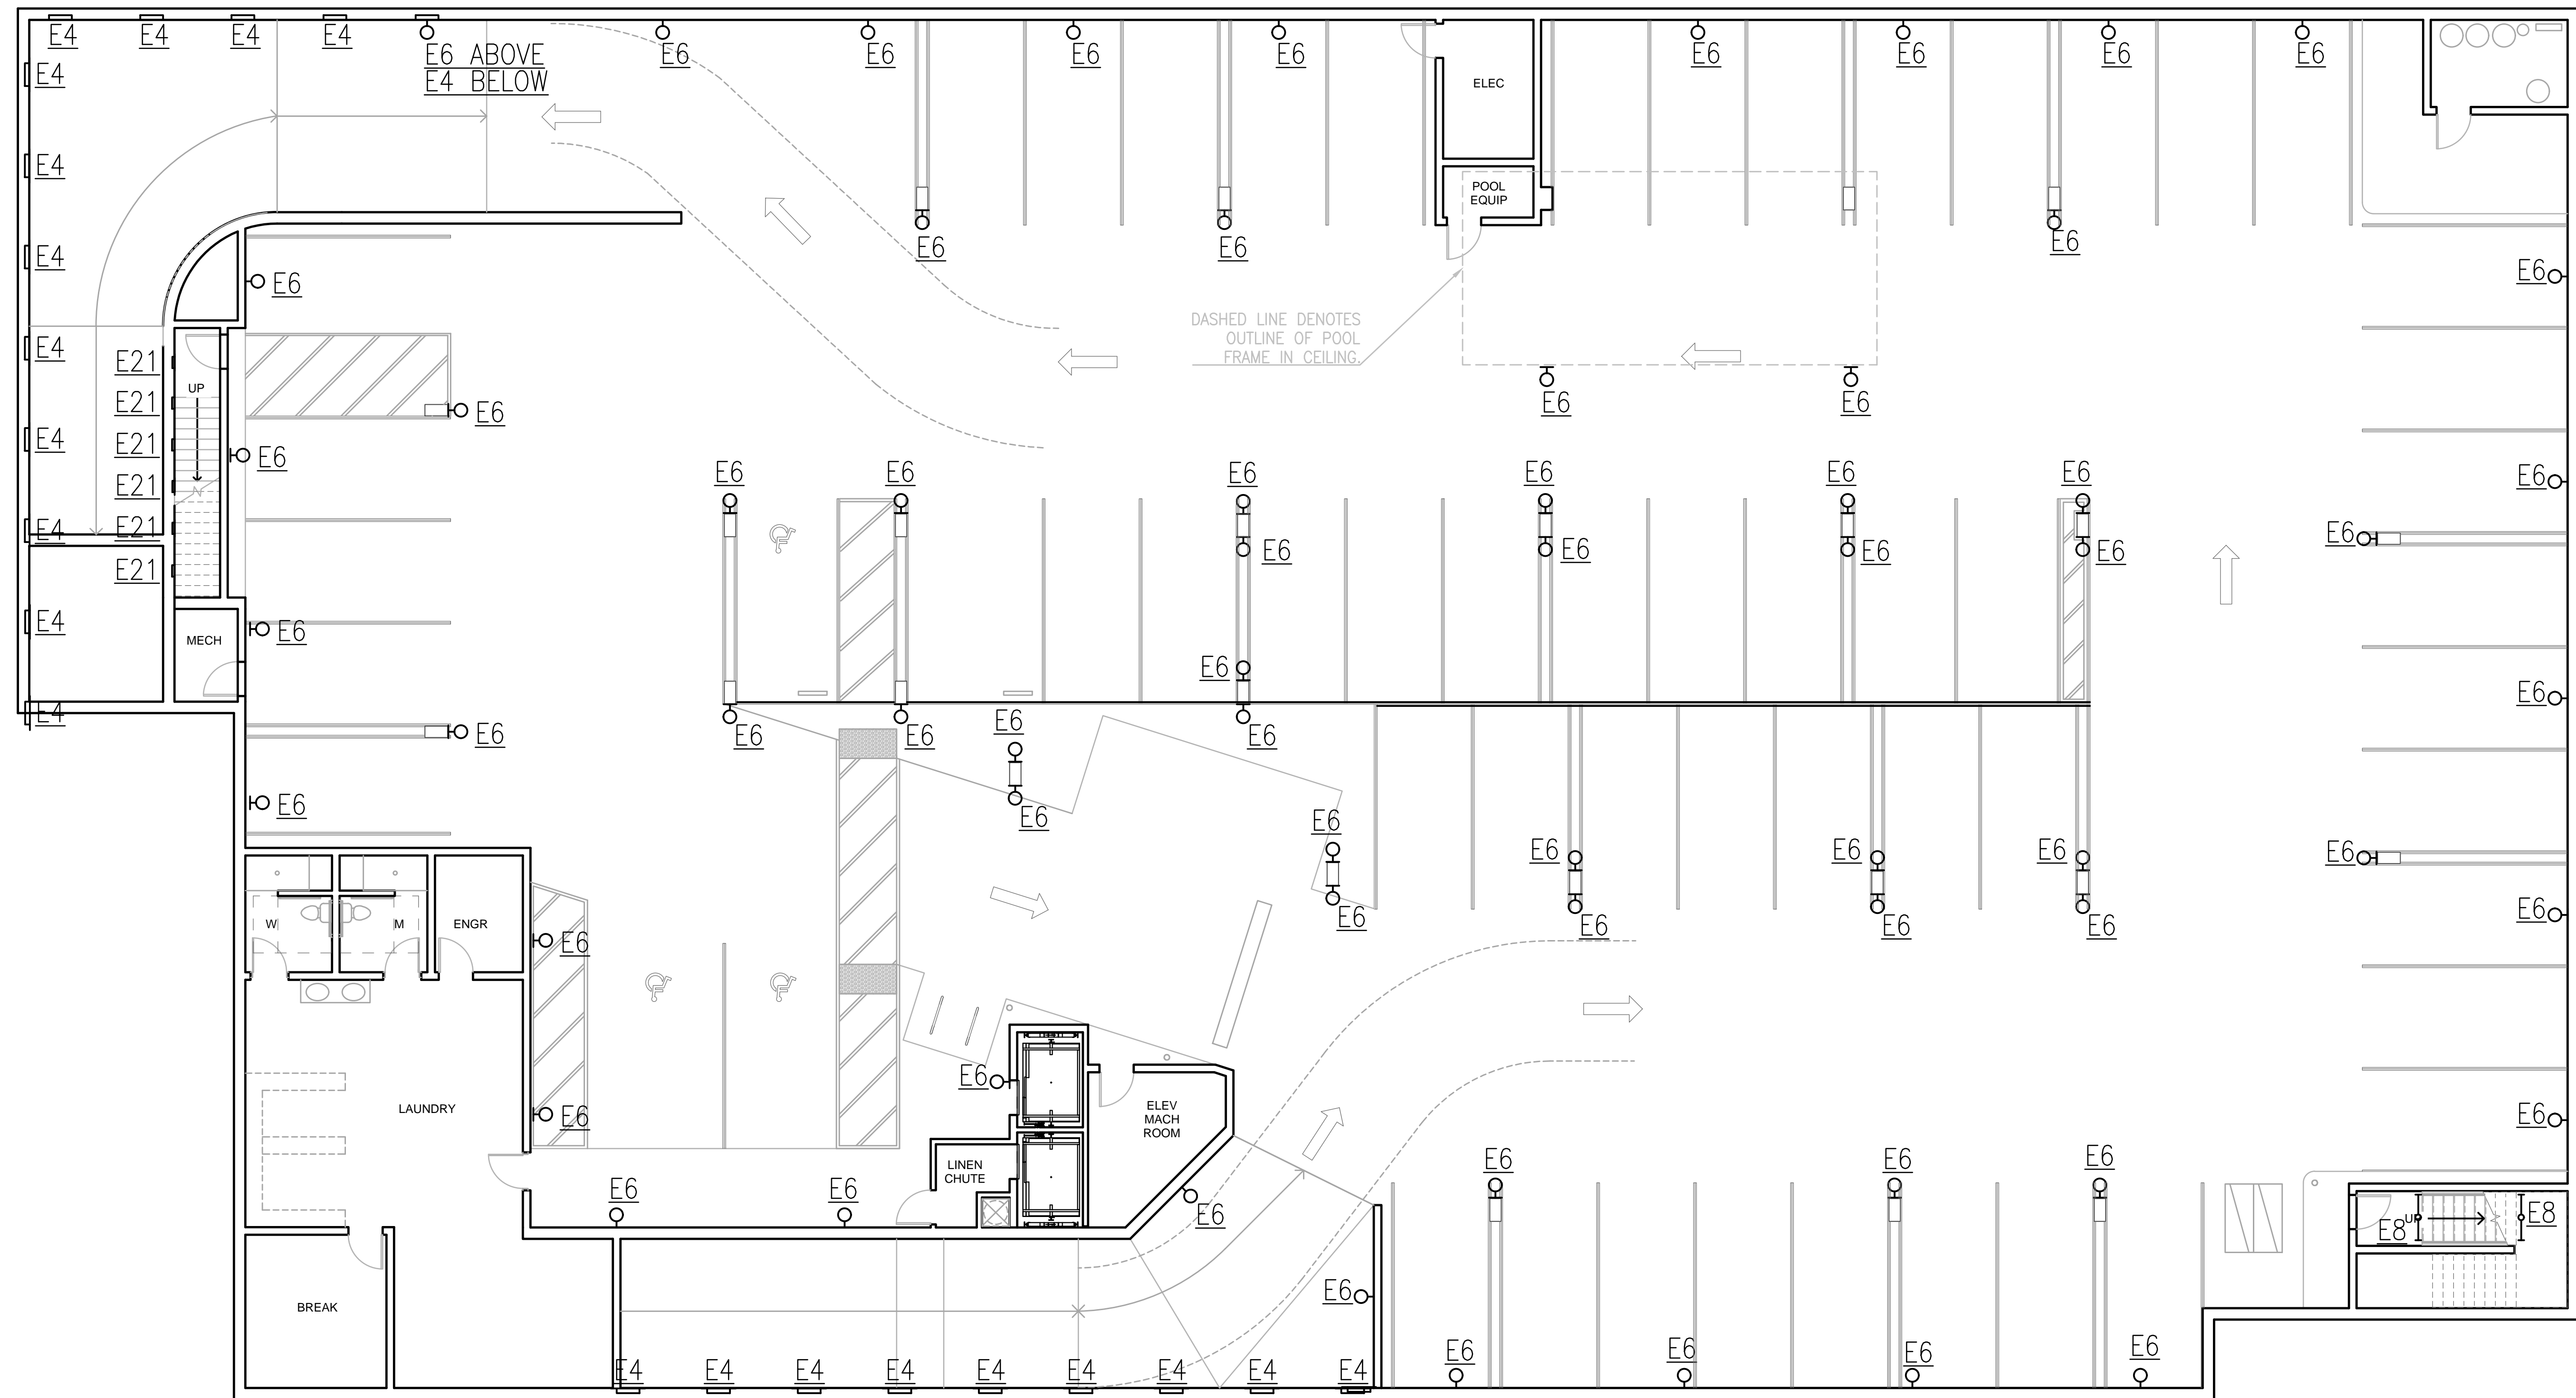 E4 E4 E4 E4
E6 ABOVE
E4 BELOW
E6 E6 E6 E6 E6 E6 E6 E6
E4
ELEC
E4
POOL
EQUIP
E6 E6 E6
E4
E6 E6
DASHED LINE DENOTES
OUTLINE OF POOL
FRAME IN CEILING.
E4
E21
UP
E21
E6 E6 E6
E4
E21
E6
E6 E6 E6 E6 E6 E6
E6
E21
E4
E21
E6
E6 E6 E6 E6
E21
E4
E6
MECH
E6
E6
E4
E6
E6 E6 E6
E6
E6
E6
E6
E6
E6 E6 E6
E6
E6
E6 E6 E6
E6
W
M
ENGR
E6
E6
LAUNDRY
E6
ELEV
MACH
ROOM
E6
E6
LINEN
CHUTE
E6 E6 E6
E6 E6
E6
E8
UP
E8
E6
BREAK
E6 E6 E6 E6
E4 E4 E4 E4 E4 E4 E4 E4 E4